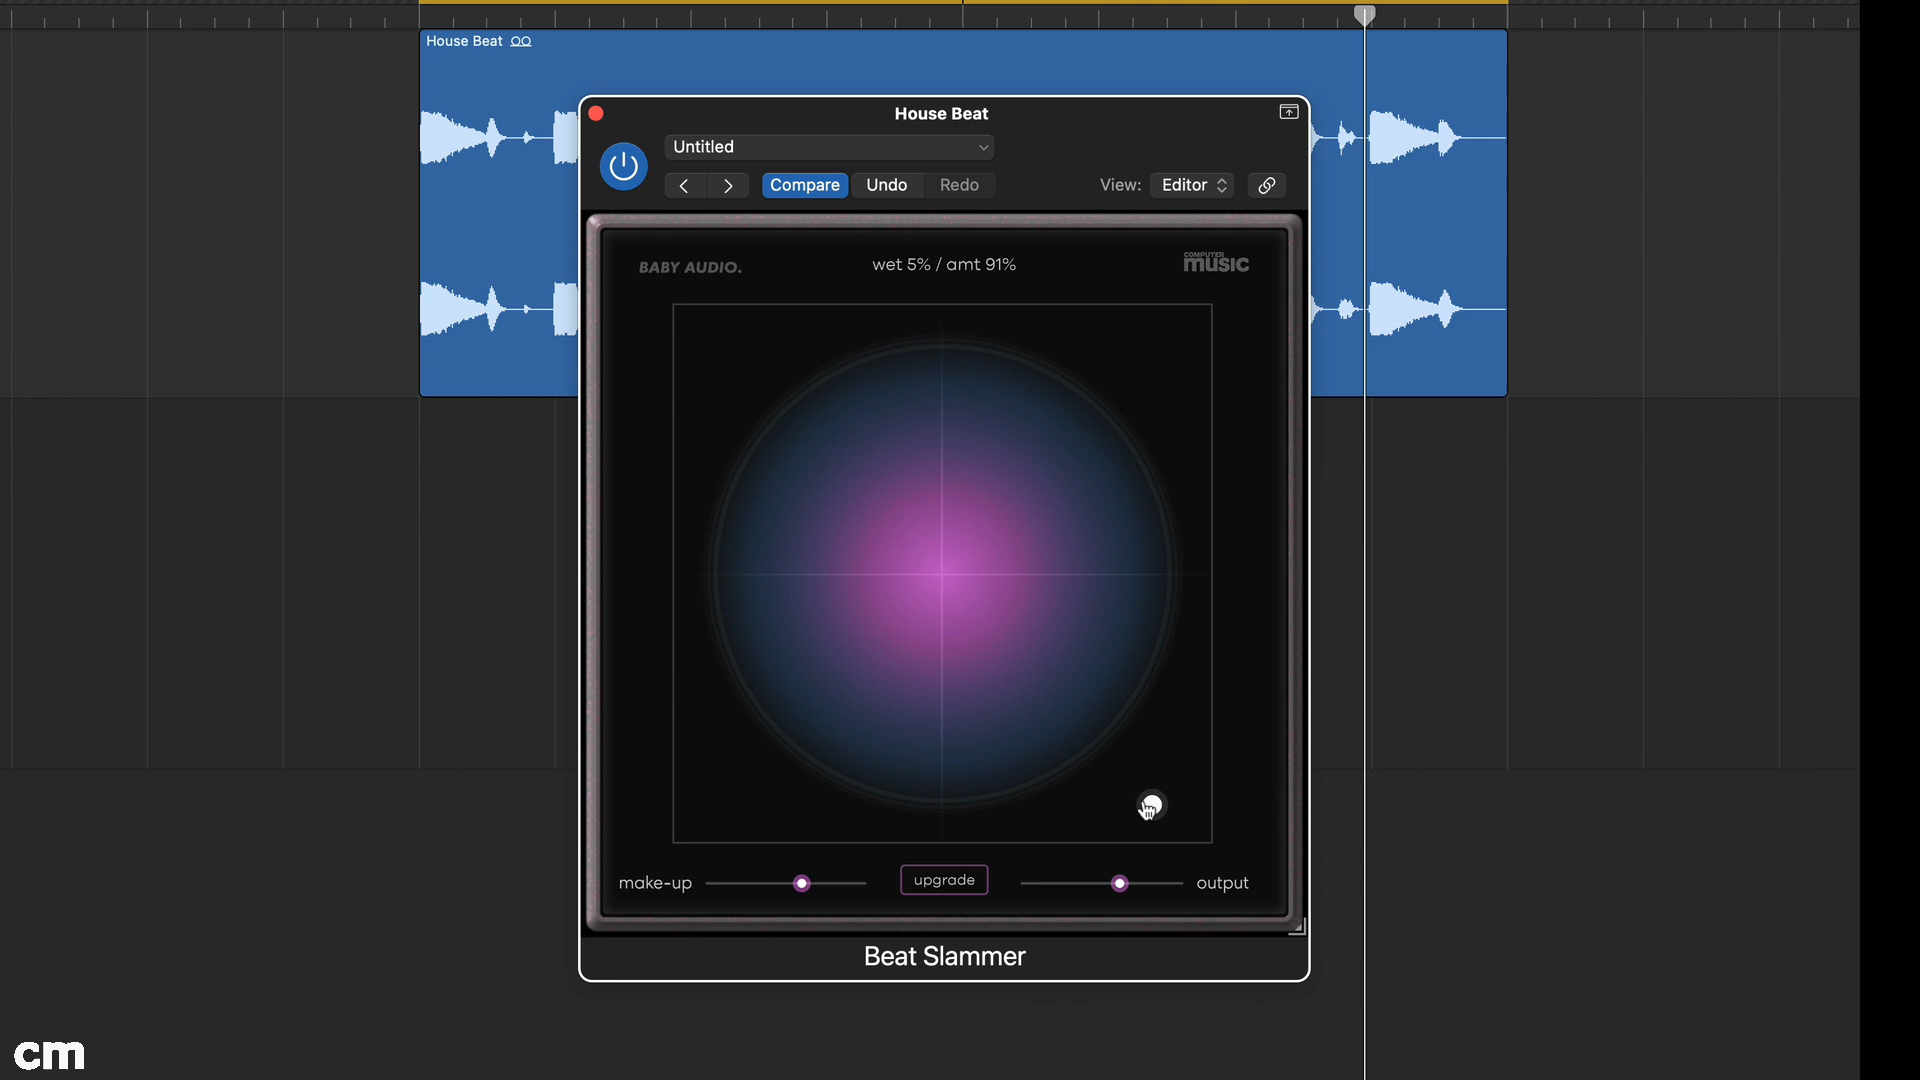 House Beat
House Beat
Untitled
Compare Undo Redo View: Editor
BABY AUDIO. wet 5% / amt 91% COMPUTER music
make-up upgrade output
Beat Slammer
cm